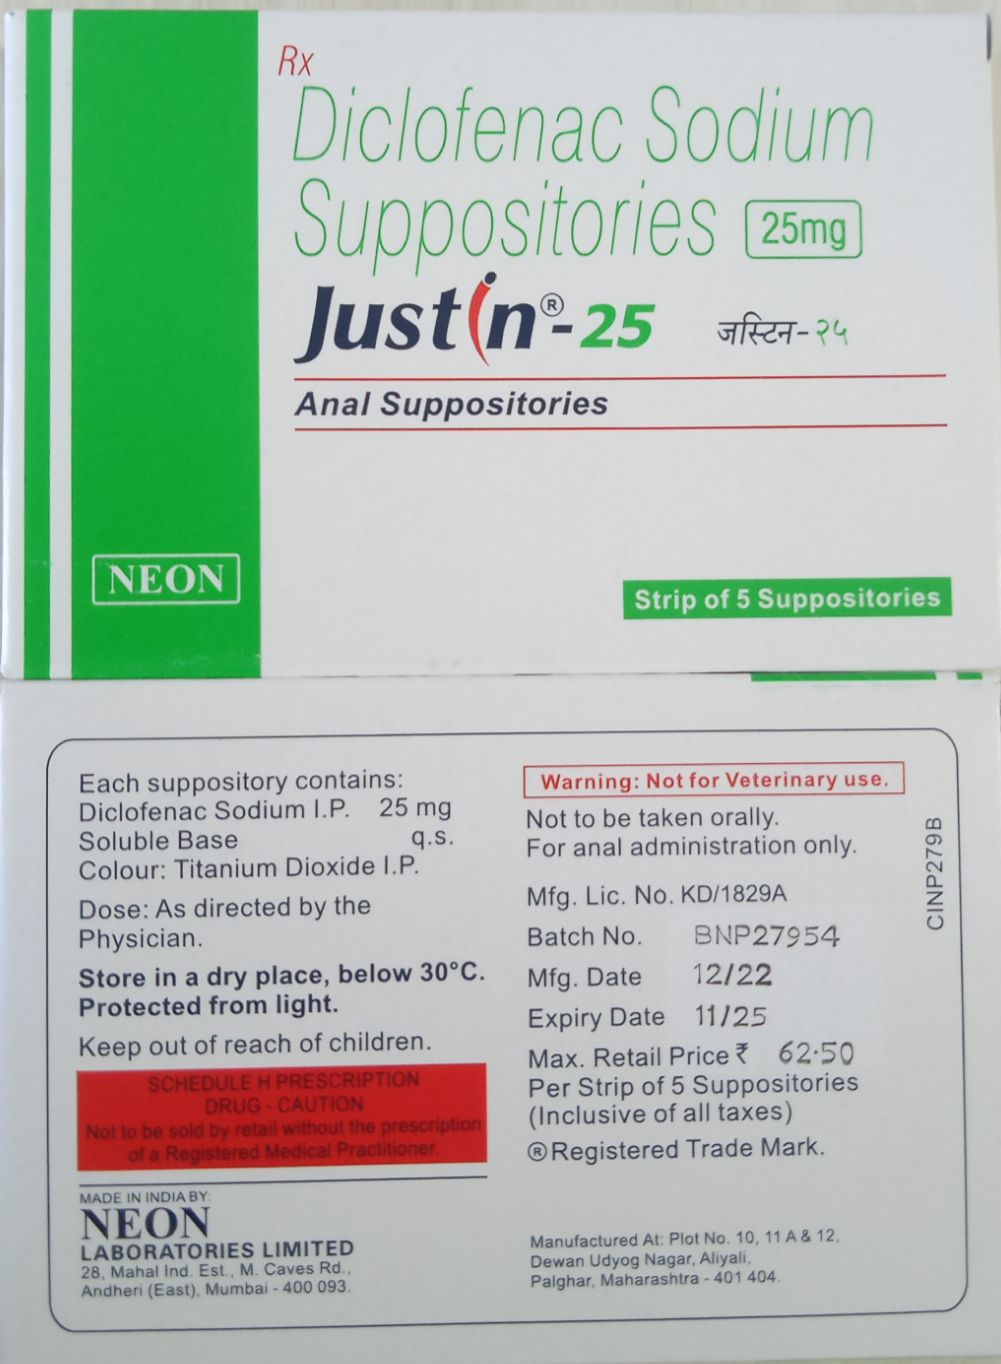 Rx
Diclofenac Sodium
Suppositories 25mg
Justin®-25 जस्टिन-२५
Anal Suppositories
NEON
Strip of 5 Suppositories
Each suppository contains:
Diclofenac Sodium I.P. 25 mg
Soluble Base q.s.
Colour: Titanium Dioxide I.P.
Dose: As directed by the
Physician.
Store in a dry place, below 30°C.
Protected from light.
Keep out of reach of children.
SCHEDULE H PRESCRIPTION
DRUG - CAUTION
Not to be sold by retail without the prescription
of a Registered Medical Practitioner.
MADE IN INDIA BY:
NEON
LABORATORIES LIMITED
28, Mahal Ind. Est., M. Caves Rd.,
Andheri (East), Mumbai - 400 093.
Warning: Not for Veterinary use.
Not to be taken orally.
For anal administration only.
Mfg. Lic. No. KD/1829A
Batch No. BNP27954
Mfg. Date 12/22
Expiry Date 11/25
Max. Retail Price ₹ 62·50
Per Strip of 5 Suppositories
(Inclusive of all taxes)
®Registered Trade Mark.
Manufactured At: Plot No. 10, 11 A & 12,
Dewan Udyog Nagar, Aliyali,
Palghar, Maharashtra - 401 404.
CINP279B